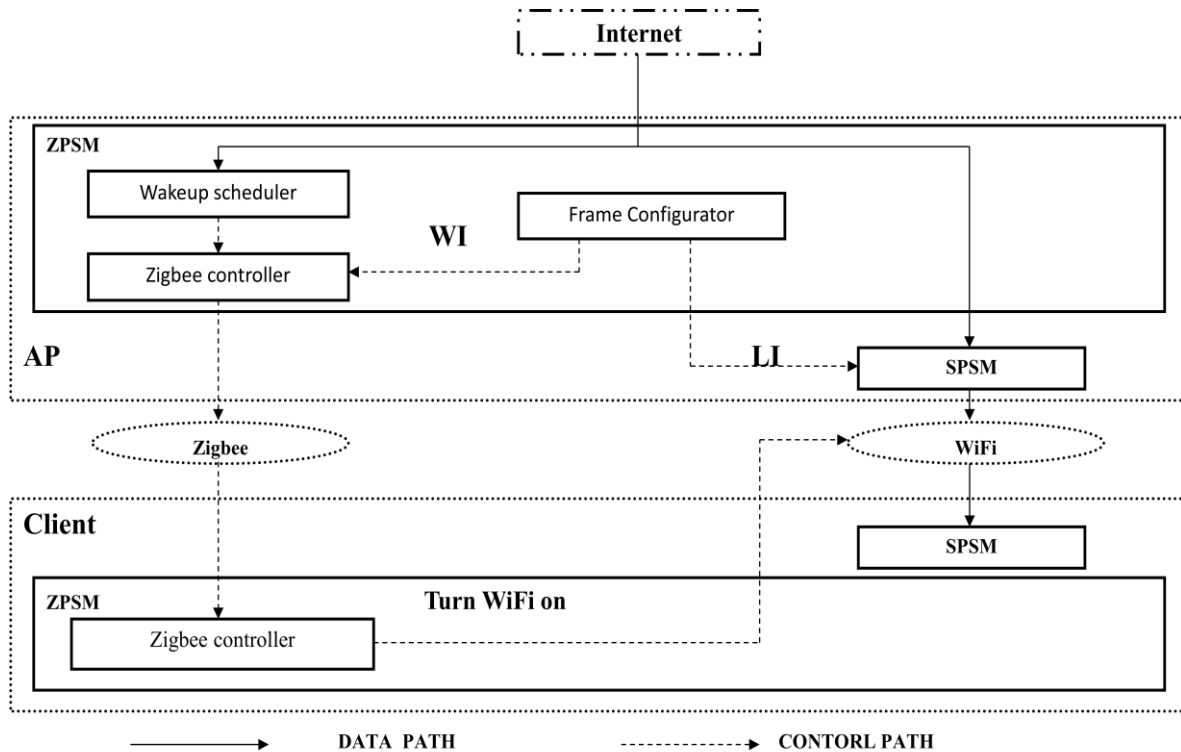 Internet
ZPSM
Wakeup scheduler
Frame Configurator
WI
Zigbee controller
AP
LI
SPSM
Zigbee
WiFi
Client
SPSM
ZPSM
Turn WiFi on
Zigbee controller
DATA PATH
CONTORL PATH